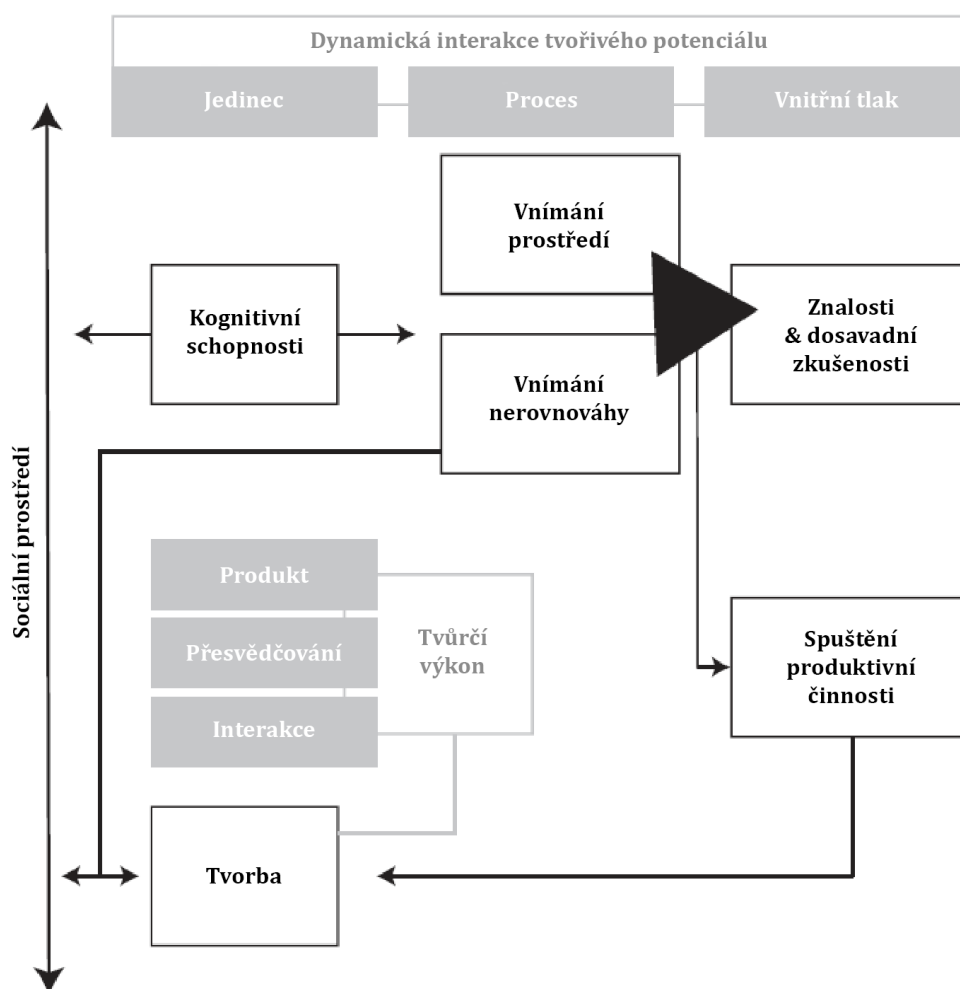 Dynamická interakce tvořivého potenciálu
Jedinec
Proces
Vnitřní tlak
Vnímání
prostředí
Kognitivní
schopnosti
Znalosti
& dosavadní
zkušenosti
Vnímání
nerovnováhy
Sociální prostředí
Produkt
Přesvědčování
Interakce
Tvůrčí
výkon
Spuštění
produktivní
činnosti
Tvorba